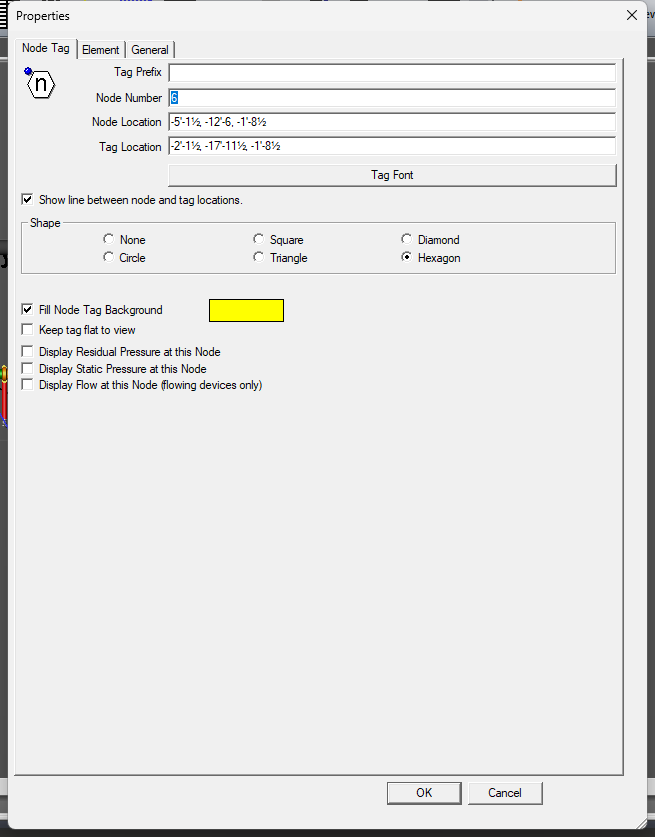 Properties
Node Tag Element General
n
Tag Prefix
Node Number 6
Node Location -5'-1½, -12'-6, -1'-8½
Tag Location -2'-1½, -17'-11½, -1'-8½
Tag Font
Show line between node and tag locations.
Shape
None Square Diamond
Circle Triangle Hexagon
Fill Node Tag Background
Keep tag flat to view
Display Residual Pressure at this Node
Display Static Pressure at this Node
Display Flow at this Node (flowing devices only)
OK Cancel